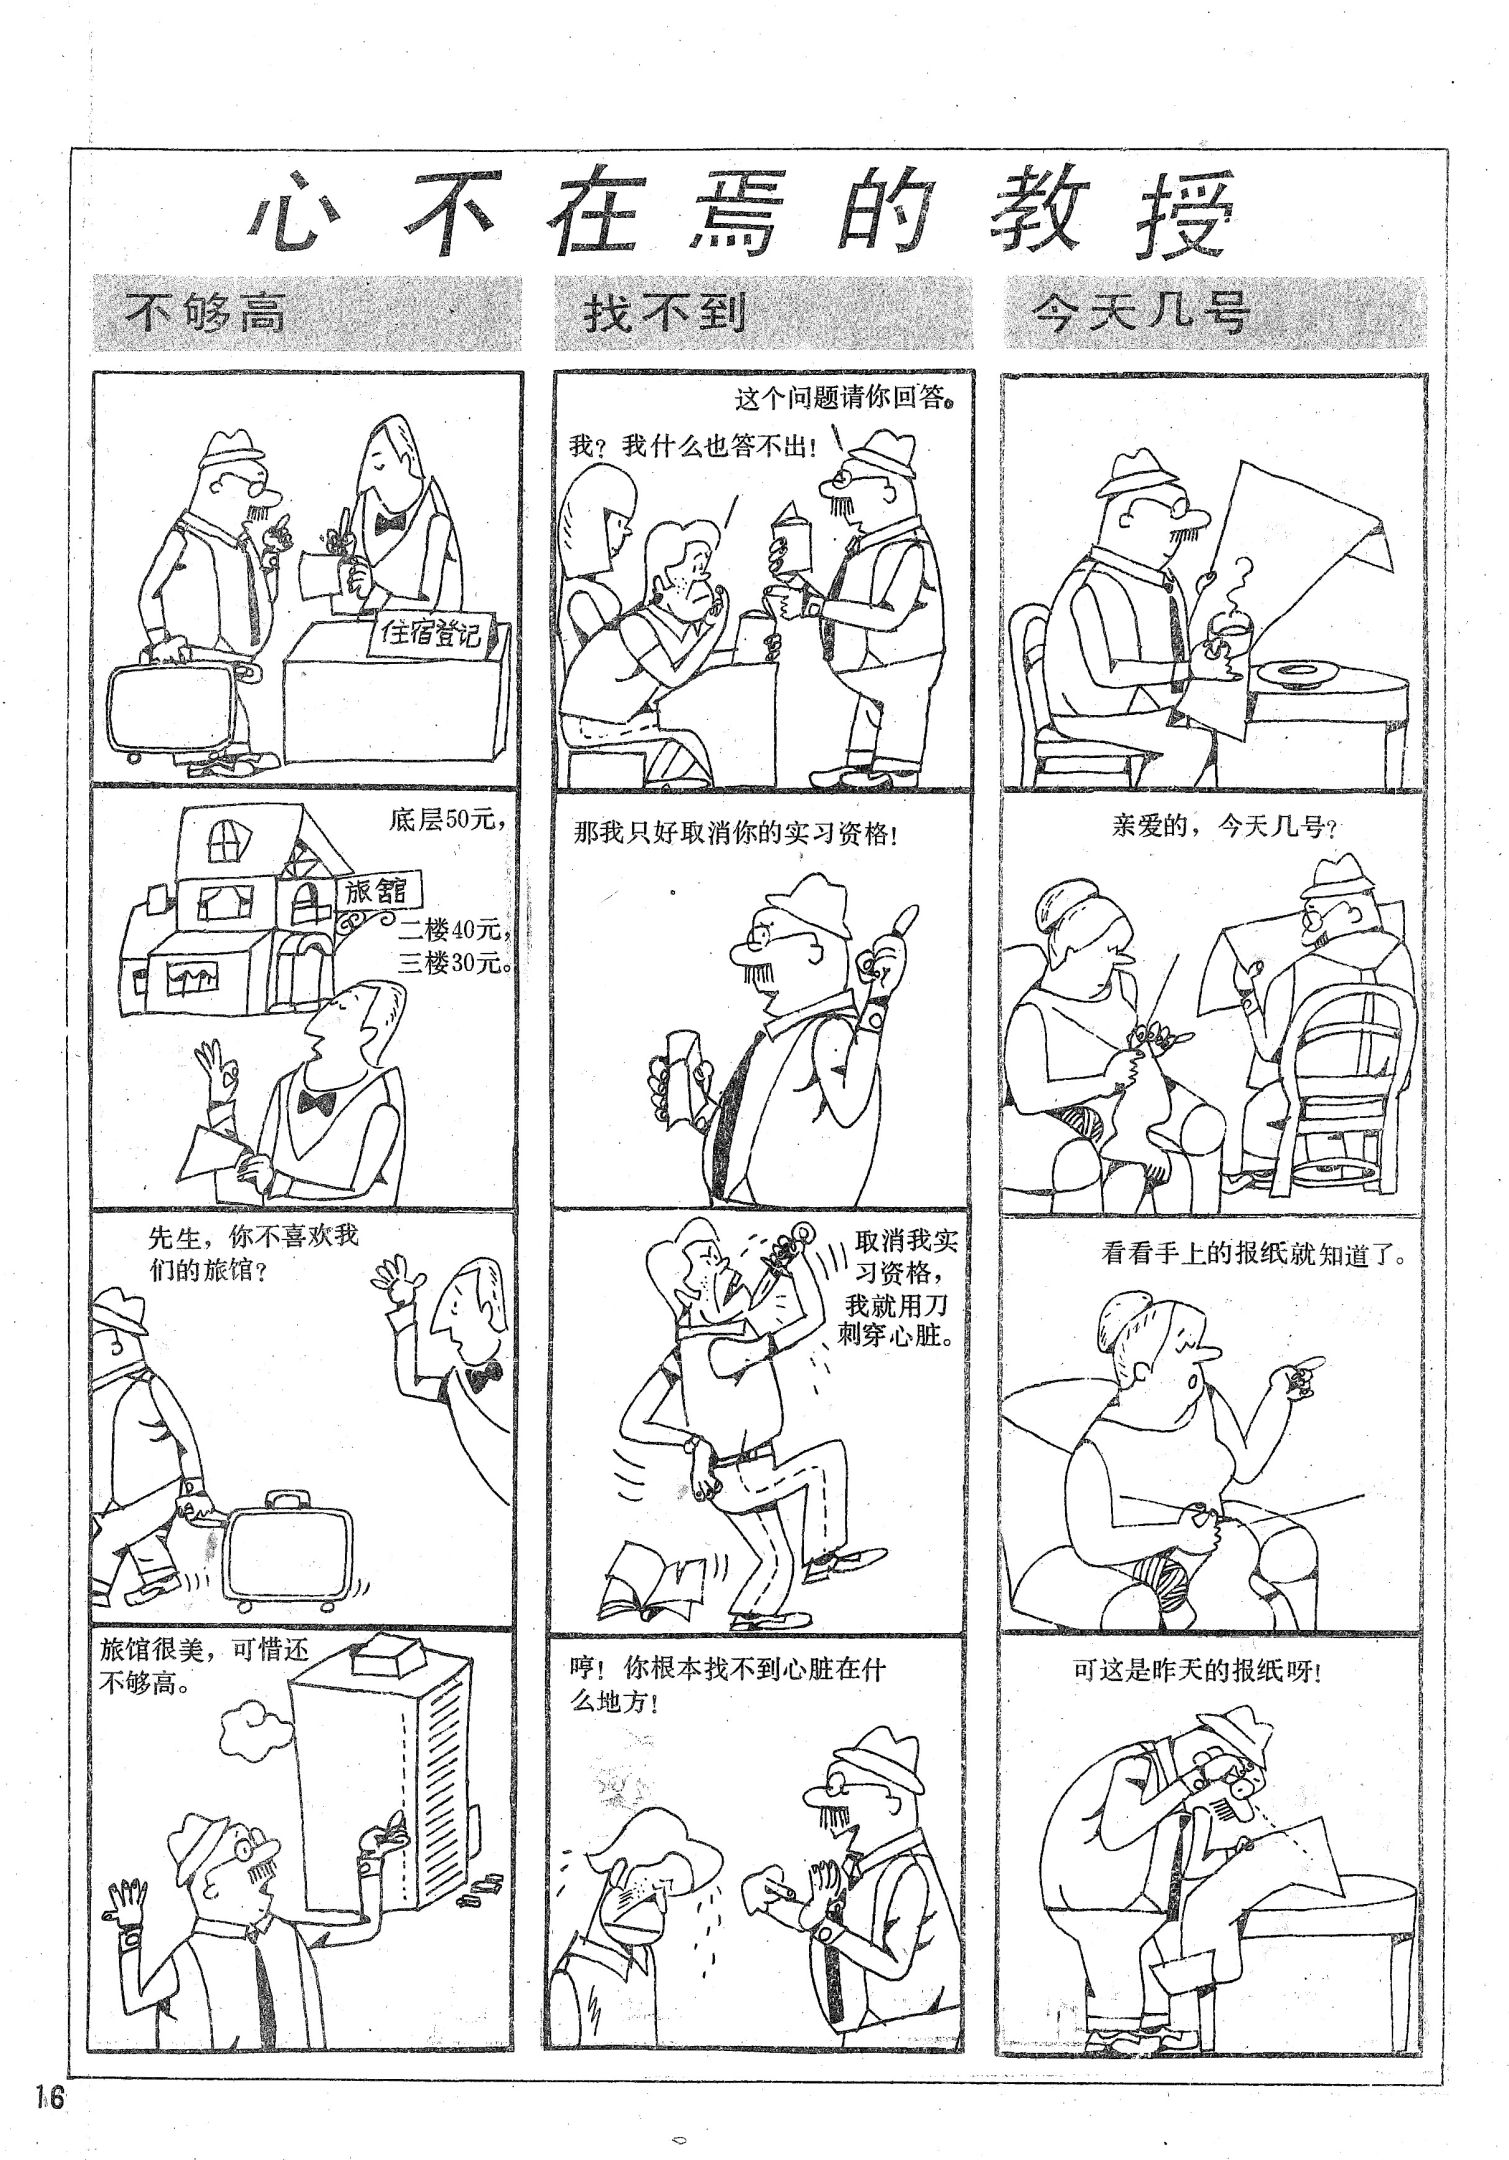 心不在焉的教授
不够高
住宿登记
底层50元，
旅舘
二楼40元，
三楼30元。
先生，你不喜欢我
们的旅馆？
旅馆很美，可惜还
不够高。
找不到
这个问题请你回答。
我？我什么也答不出！
那我只好取消你的实习资格！
取消我实
习资格，
我就用刀
刺穿心脏。
哼！你根本找不到心脏在什
么地方！
今天几号
亲爱的，今天几号？
看看手上的报纸就知道了。
可这是昨天的报纸呀！
16